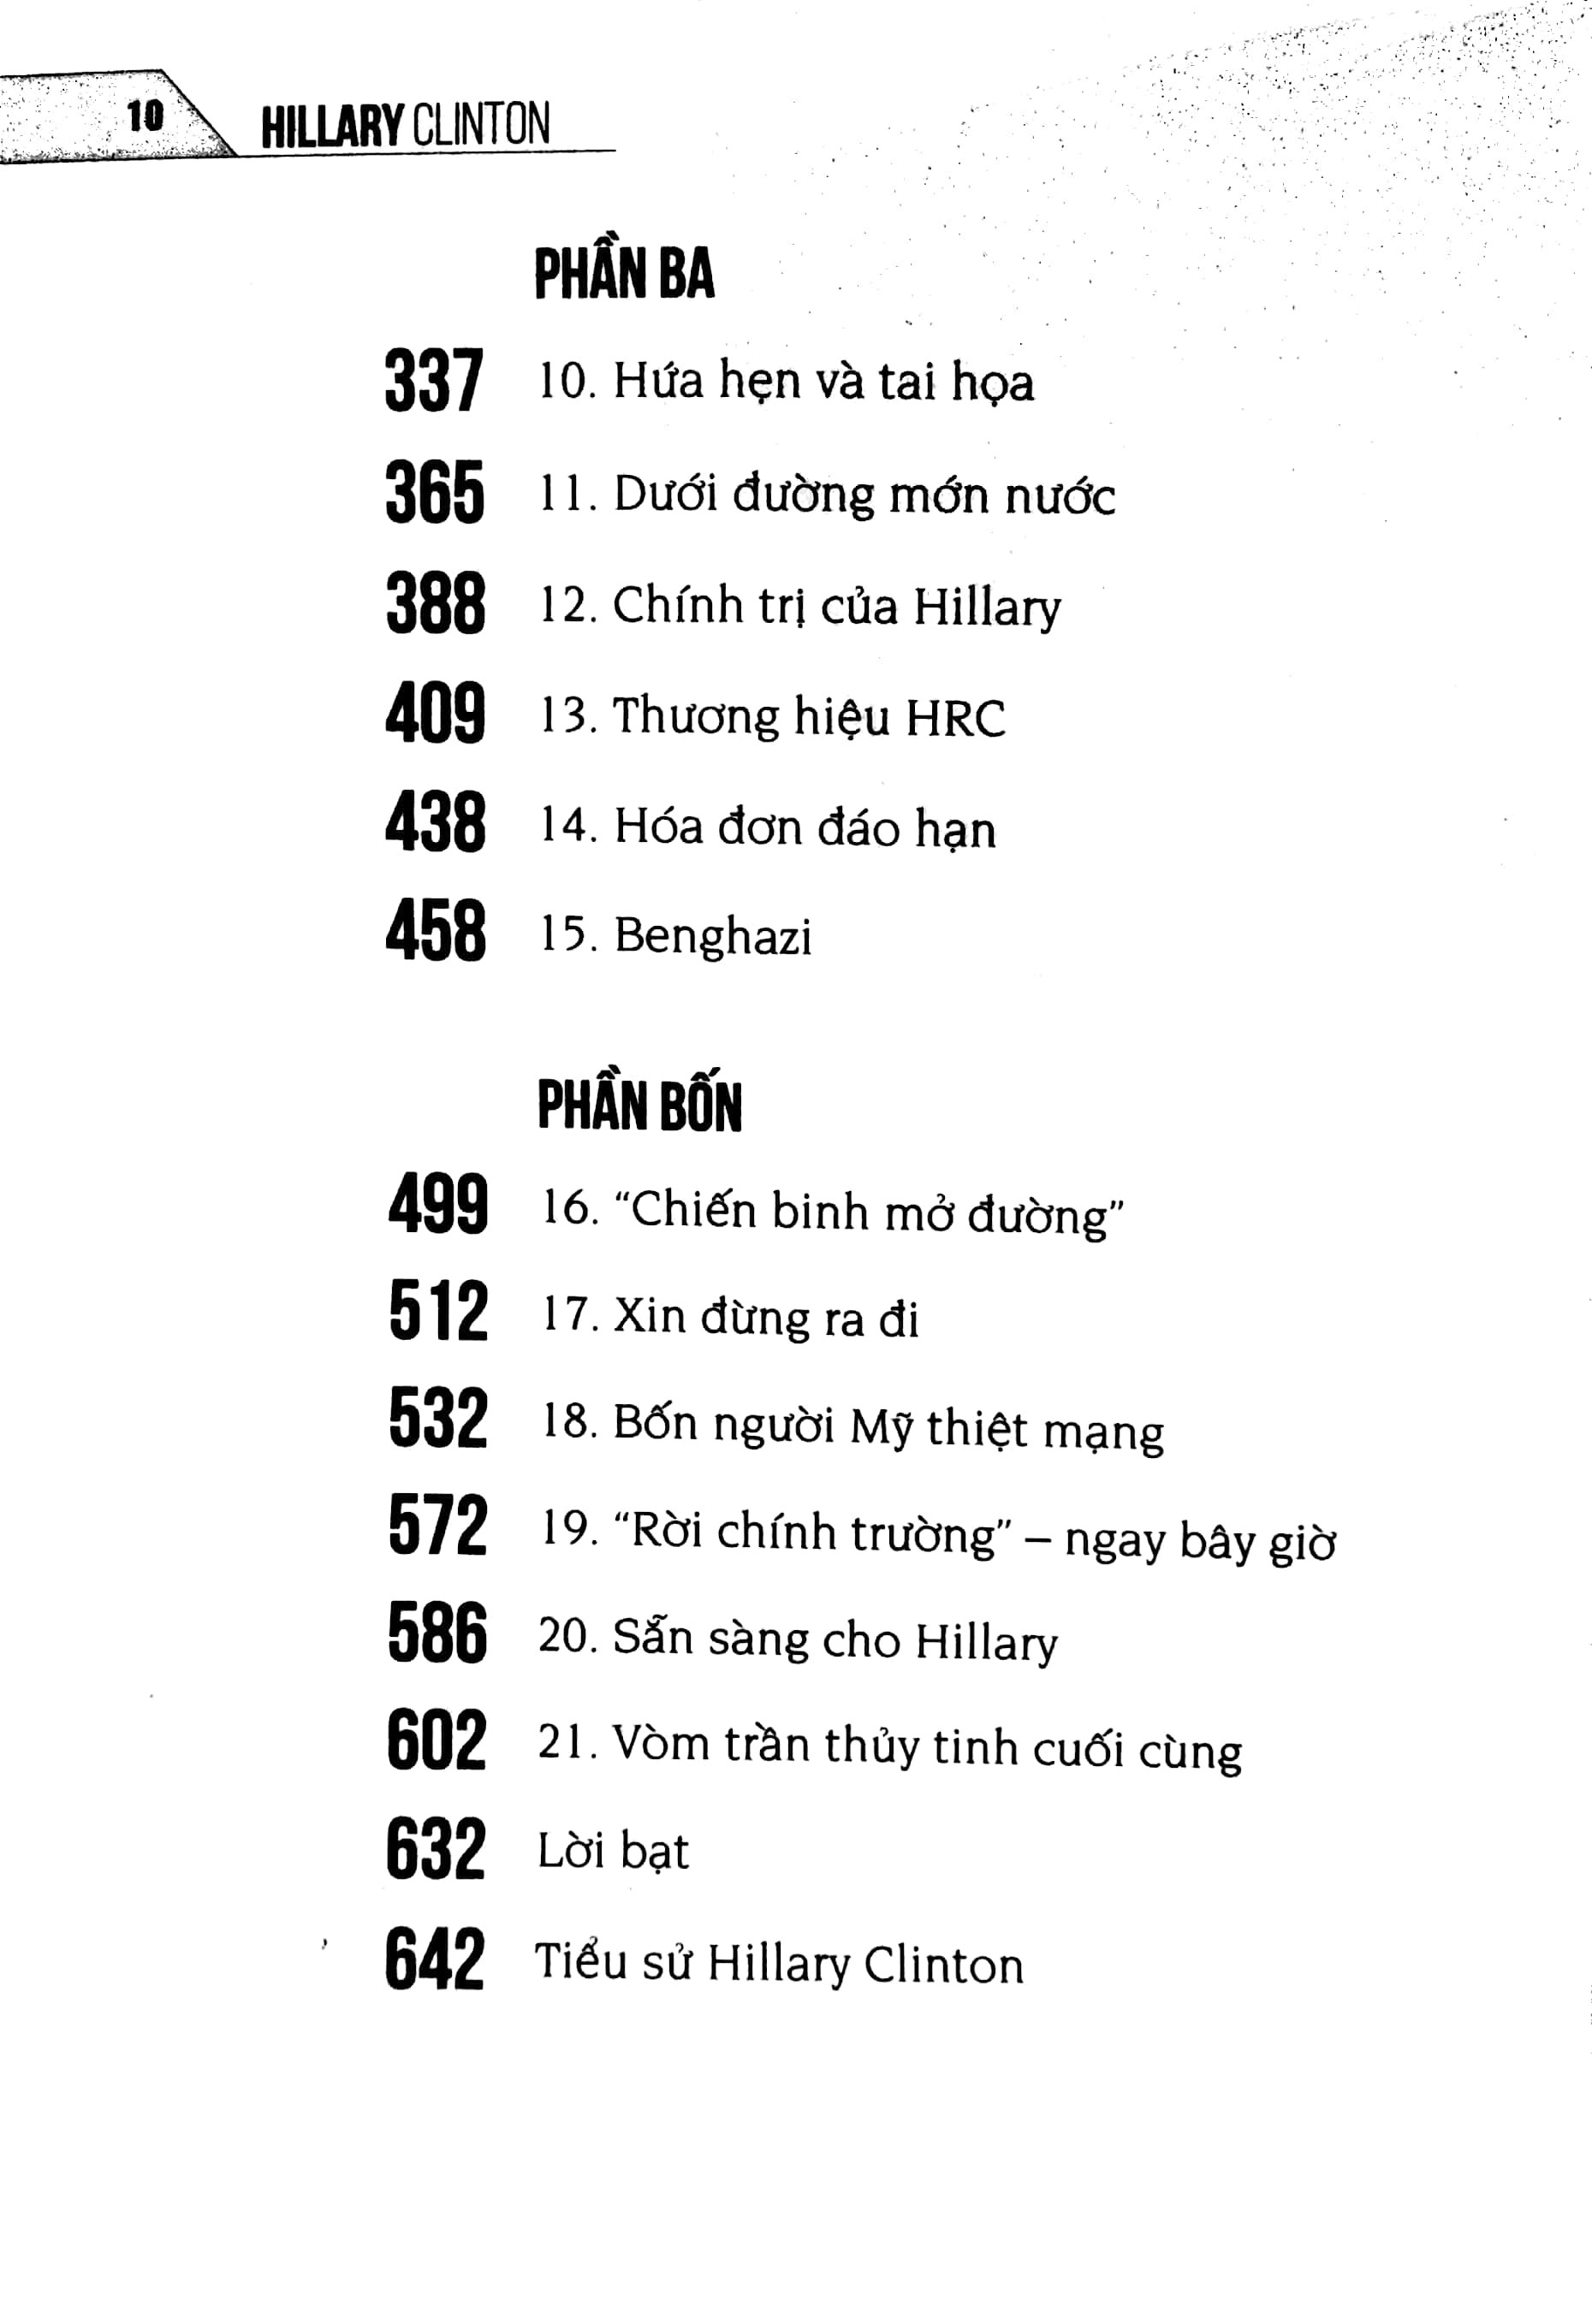 10 HILLARY CLINTON
PHẦN BA
337 10. Hứa hẹn và tai họa
365 11. Dưới đường mớn nước
388 12. Chính trị của Hillary
409 13. Thương hiệu HRC
438 14. Hóa đơn đáo hạn
458 15. Benghazi
PHẦN BỐN
499 16. “Chiến binh mở đường”
512 17. Xin đừng ra đi
532 18. Bốn người Mỹ thiệt mạng
572 19. “Rời chính trường” – ngay bây giờ
586 20. Sẵn sàng cho Hillary
602 21. Vòm trần thủy tinh cuối cùng
632 Lời bạt
642 Tiểu sử Hillary Clinton